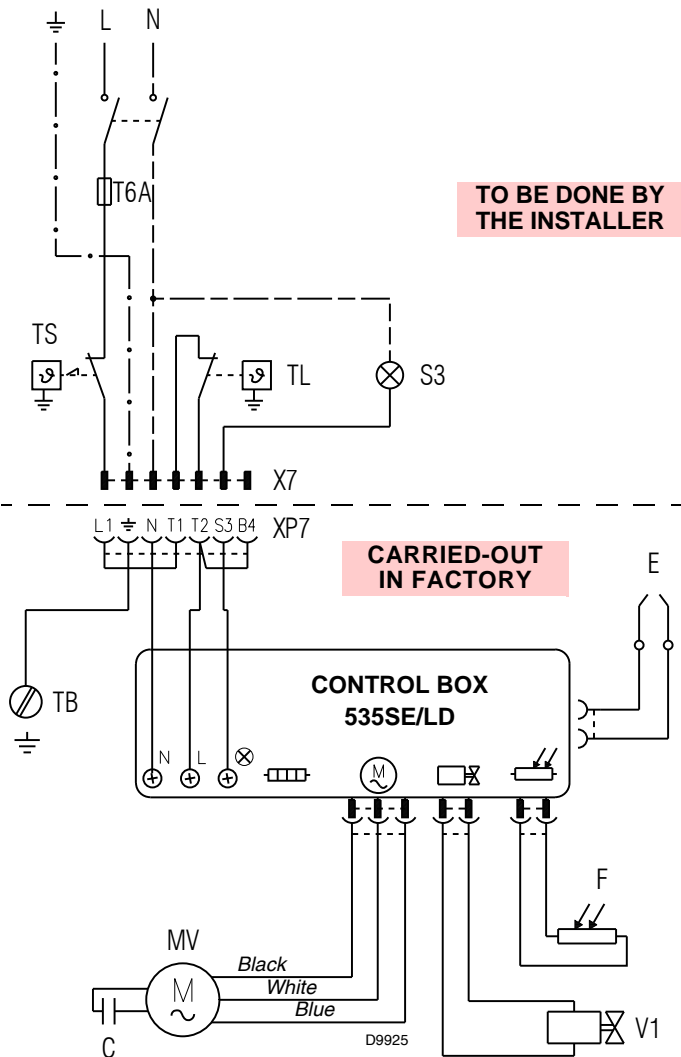 L N
T6A
TO BE DONE BY
THE INSTALLER
TS
ϑ
ϑ
TL
S3
X7
L1 N T1 T2 S3 B4
XP7
CARRIED-OUT
IN FACTORY
E
TB
CONTROL BOX
535SE/LD
N
L
M
F
MV
M
Black
White
Blue
C
D9925
V1